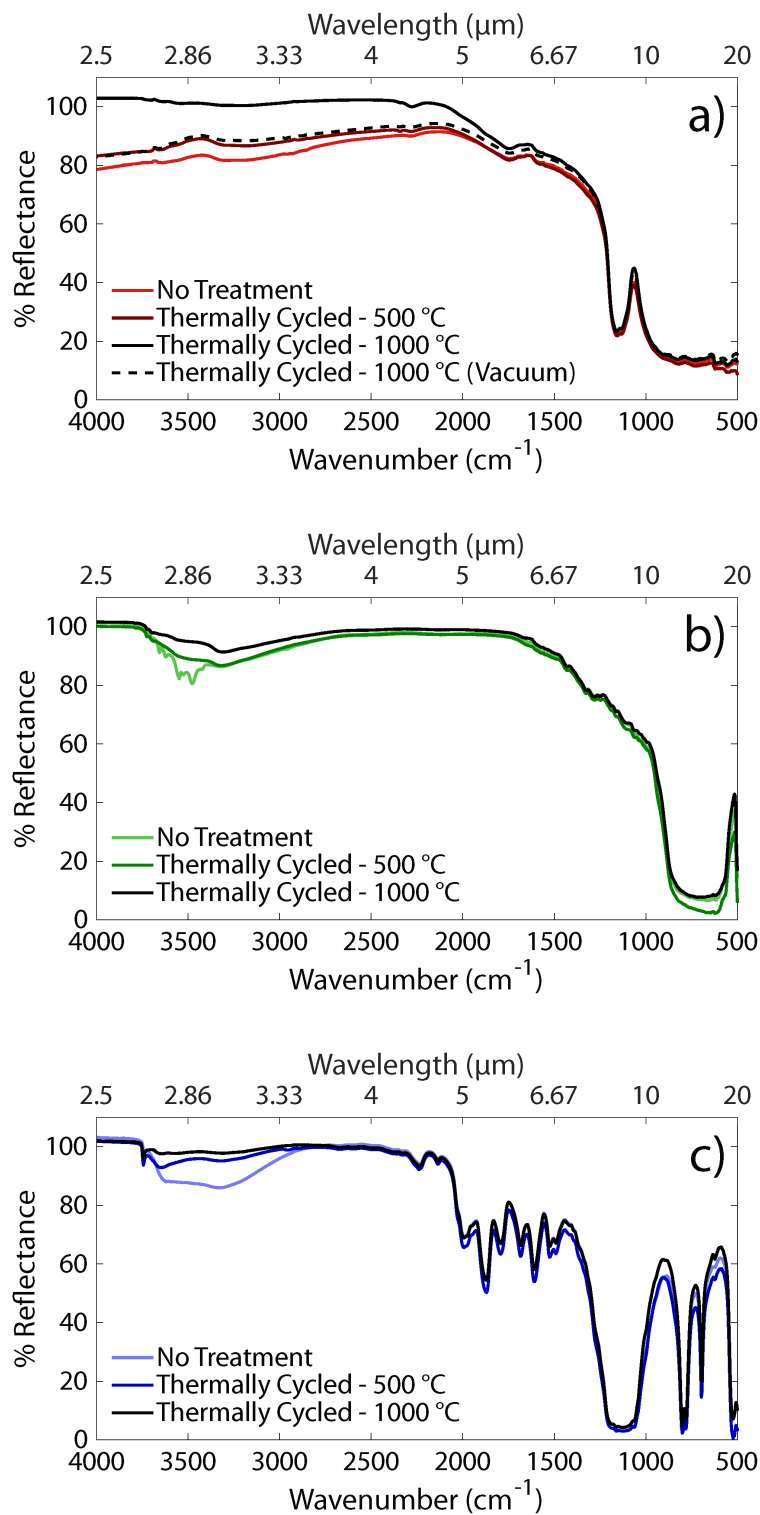 Wavelength (µm)
2.5 2.86 3.33 4 5 6.67 10 20
a)
100
80
60
40
20
0
% Reflectance
No Treatment
Thermally Cycled - 500 °C
Thermally Cycled - 1000 °C
Thermally Cycled - 1000 °C (Vacuum)
4000 3500 3000 2500 2000 1500 1000 500
Wavenumber (cm⁻¹)
Wavelength (µm)
2.5 2.86 3.33 4 5 6.67 10 20
b)
100
80
60
40
20
0
% Reflectance
No Treatment
Thermally Cycled - 500 °C
Thermally Cycled - 1000 °C
4000 3500 3000 2500 2000 1500 1000 500
Wavenumber (cm⁻¹)
Wavelength (µm)
2.5 2.86 3.33 4 5 6.67 10 20
c)
100
80
60
40
20
0
% Reflectance
No Treatment
Thermally Cycled - 500 °C
Thermally Cycled - 1000 °C
4000 3500 3000 2500 2000 1500 1000 500
Wavenumber (cm⁻¹)